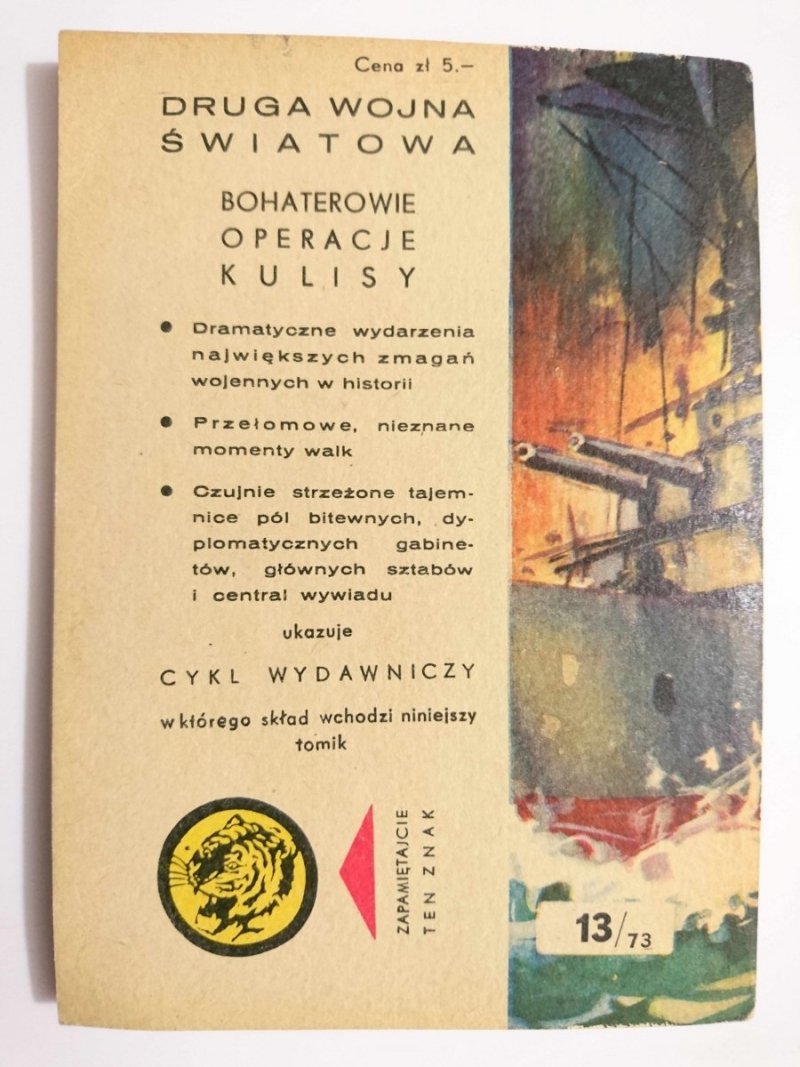 Cena zł 5.—
DRUGA WOJNA
ŚWIATOWA
BOHATEROWIE
OPERACJE
KULISY
● Dramatyczne wydarzenia
największych zmagań
wojennych w historii
● Przełomowe, nieznane
momenty walk
● Czujnie strzeżone tajem-
nice pól bitewnych, dy-
plomatycznych gabine-
tów, głównych sztabów
i central wywiadu
ukazuje
CYKL WYDAWNICZY
w którego skład wchodzi niniejszy
tomik
ZAPAMIĘTAJCIE
TEN ZNAK
13/73